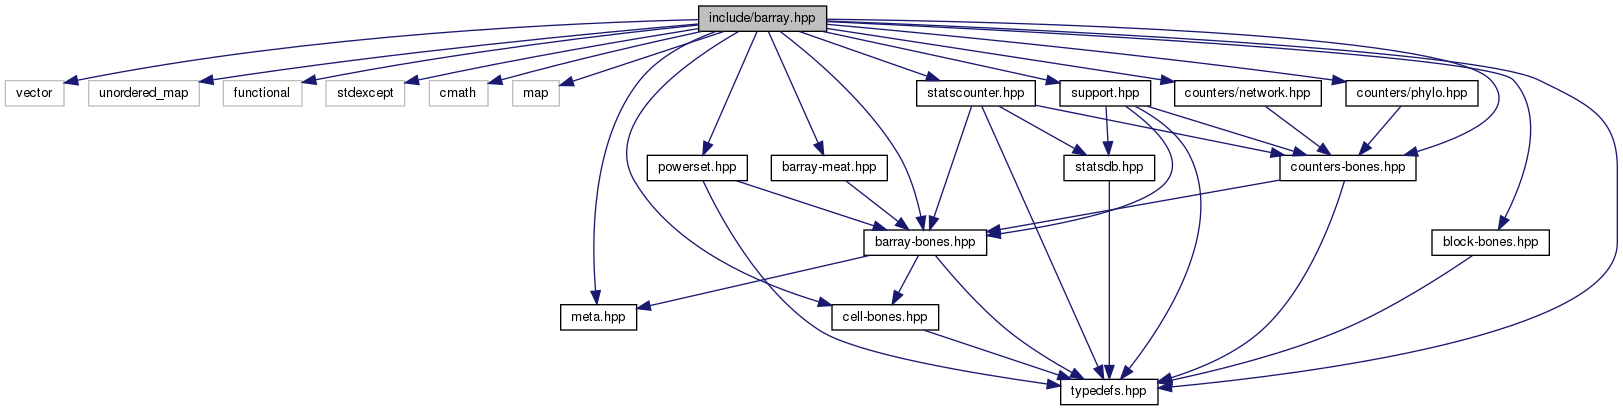 include/barray.hpp
vector
unordered_map
functional
stdexcept
cmath
map
statscounter.hpp
support.hpp
counters/network.hpp
counters/phylo.hpp
powerset.hpp
barray-meat.hpp
statsdb.hpp
counters-bones.hpp
barray-bones.hpp
block-bones.hpp
meta.hpp
cell-bones.hpp
typedefs.hpp